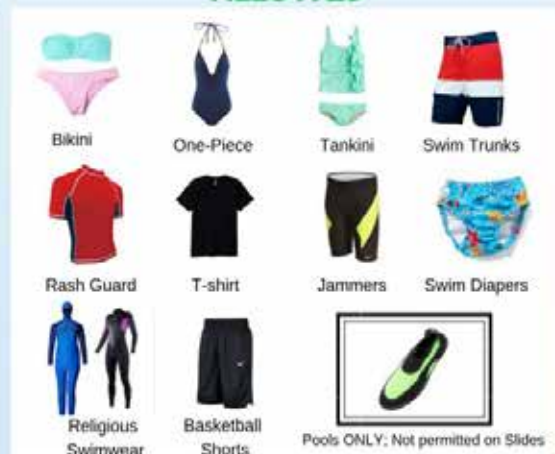 Bikini
One-Piece
Tankini
Swim Trunks
Rash Guard
T-shirt
Jammers
Swim Diapers
Religious
Swimwear
Basketball
Shorts
Pools ONLY; Not permitted on Slides